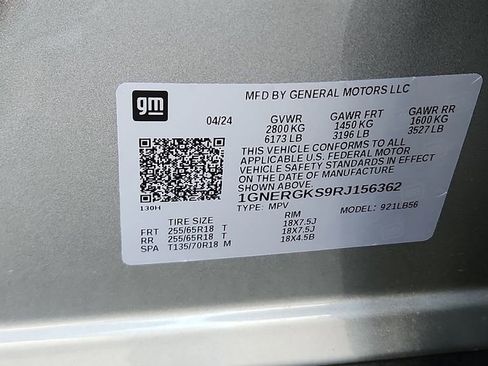 gm
MFD BY GENERAL MOTORS LLC
04/24 GVWR GAWR FRT GAWR RR
2800 KG 1450 KG 1600 KG
6173 LB 3196 LB 3527 LB
THIS VEHICLE CONFORMS TO ALL
APPLICABLE U.S. FEDERAL MOTOR
VEHICLE SAFETY STANDARDS IN EFFECT
ON THE DATE OF MANUFACTURE
SHOWN ABOVE.
1GNERGKS9RJ156362
130H TYPE: MPV MODEL: 921LB56
TIRE SIZE RIM
FRT 255/65R18 T 18X7.5J
RR 255/65R18 T 18X7.5J
SPA T135/70R18 M 18X4.5B